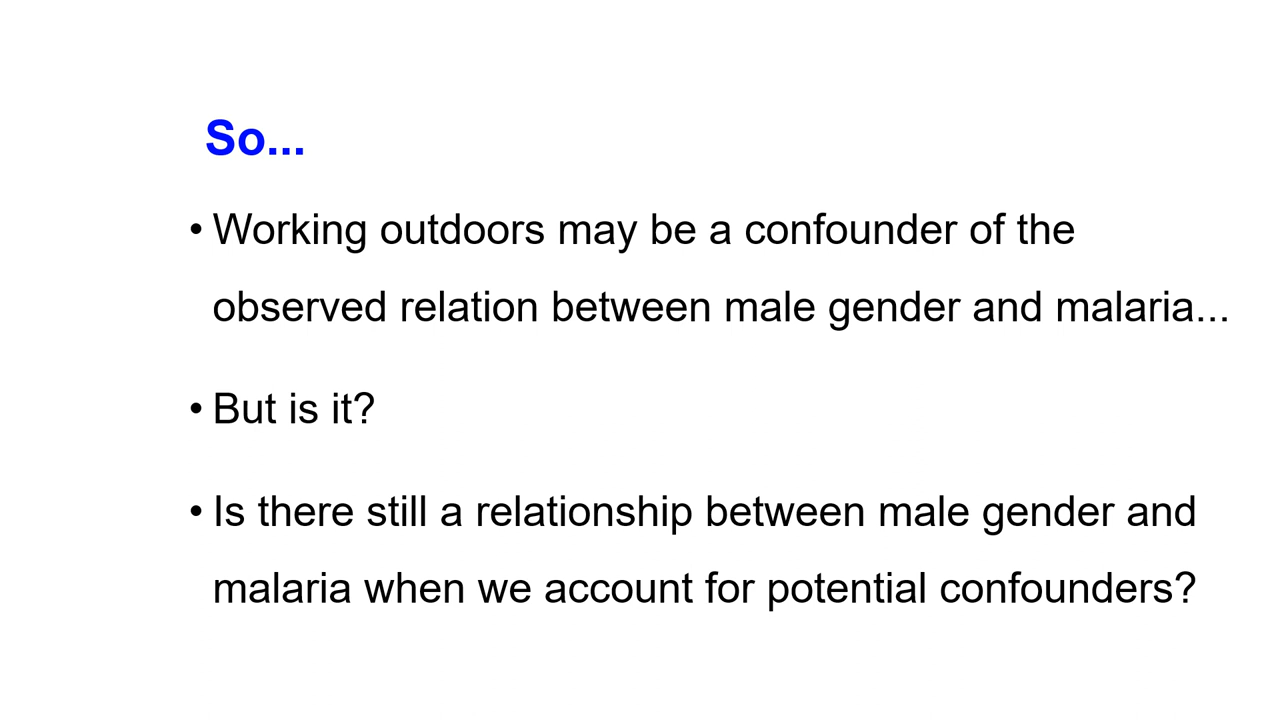 So...
• Working outdoors may be a confounder of the
observed relation between male gender and malaria...
• But is it?
• Is there still a relationship between male gender and
malaria when we account for potential confounders?